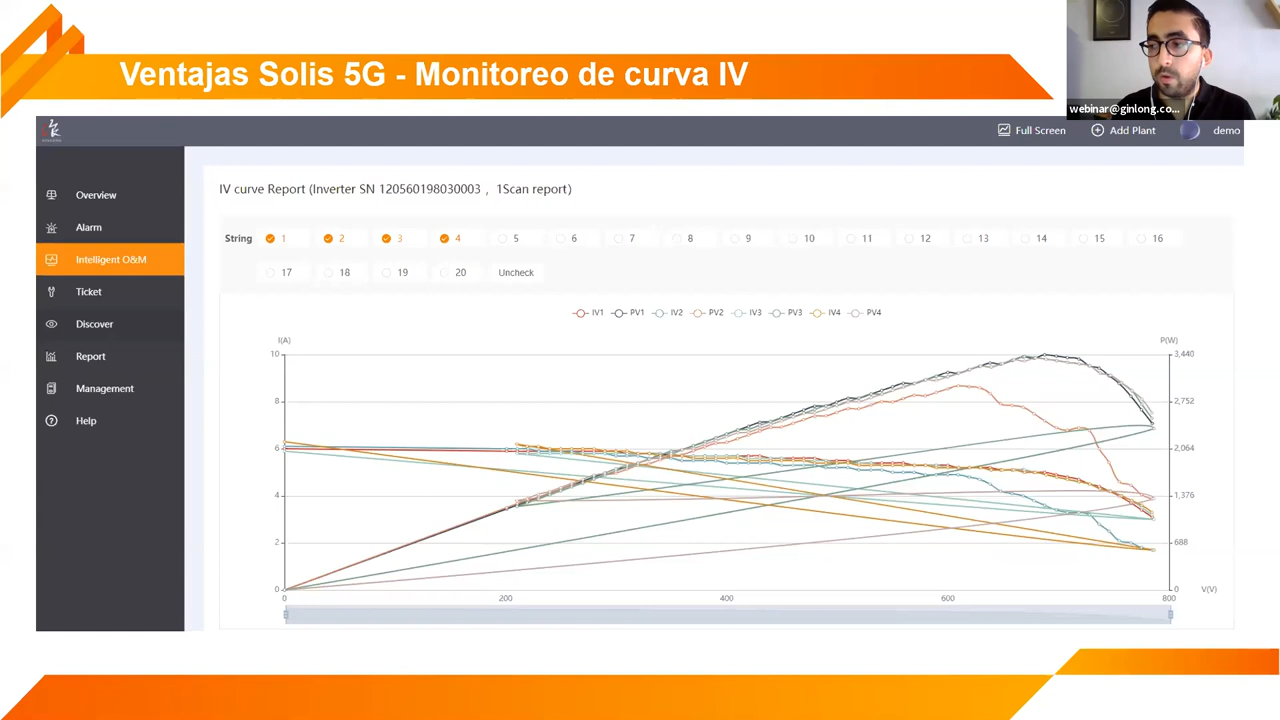 Ventajas Solis 5G - Monitoreo de curva IV
webinar@ginlong.co...
Full Screen
Add Plant
demo
Overview
Alarm
Intelligent O&M
Ticket
Discover
Report
Management
Help
IV curve Report (Inverter SN 120560198030003 , 1Scan report)
String 1 2 3 4 5 6 7 8 9 10 11 12 13 14 15 16
17 18 19 20 Uncheck
IV1 PV1 IV2 PV2 IV3 PV3 IV4 PV4
I(A) P(W)
10 3,440
8 2,752
6 2,064
4 1,376
2 688
0 0 V(V)
0 200 400 600 800